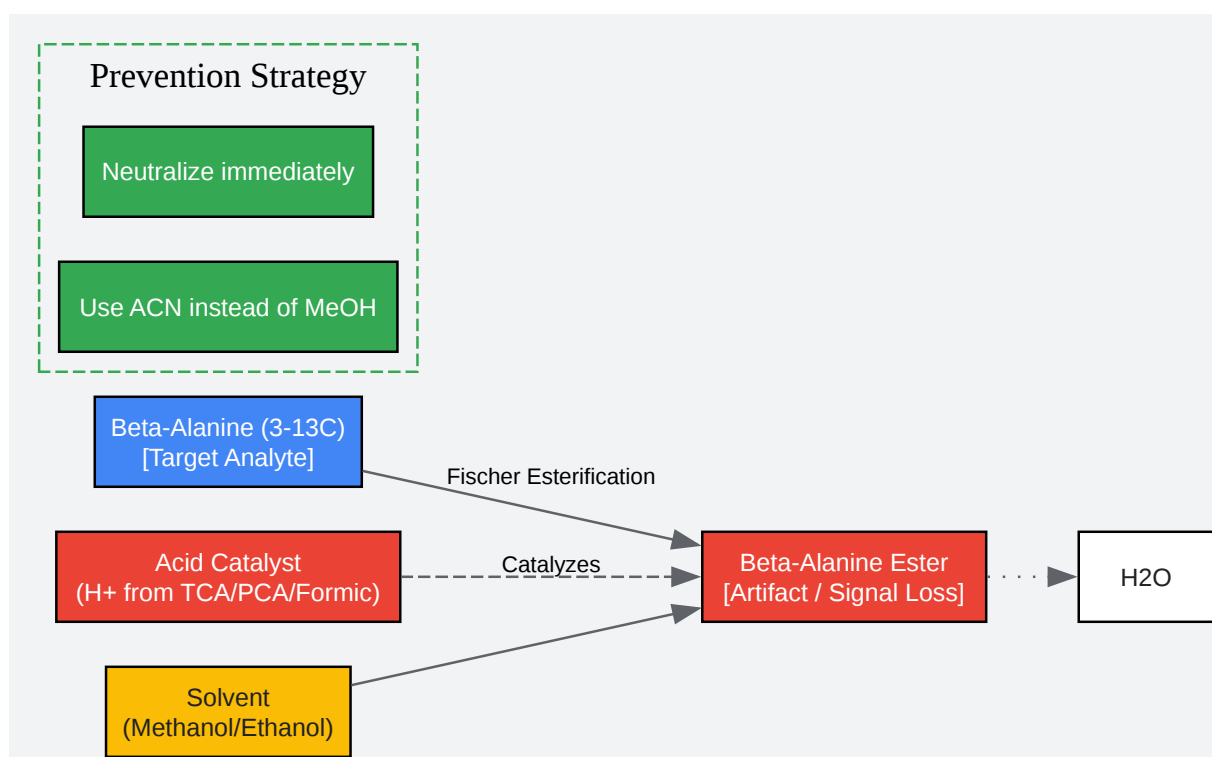 Prevention Strategy
Neutralize immediately
Use ACN instead of MeOH
Beta-Alanine (3-13C)
[Target Analyte]
Fischer Esterification
Acid Catalyst
(H+ from TCA/PCA/Formic)
Catalyzes
Beta-Alanine Ester
[Artifact / Signal Loss]
H2O
Solvent
(Methanol/Ethanol)